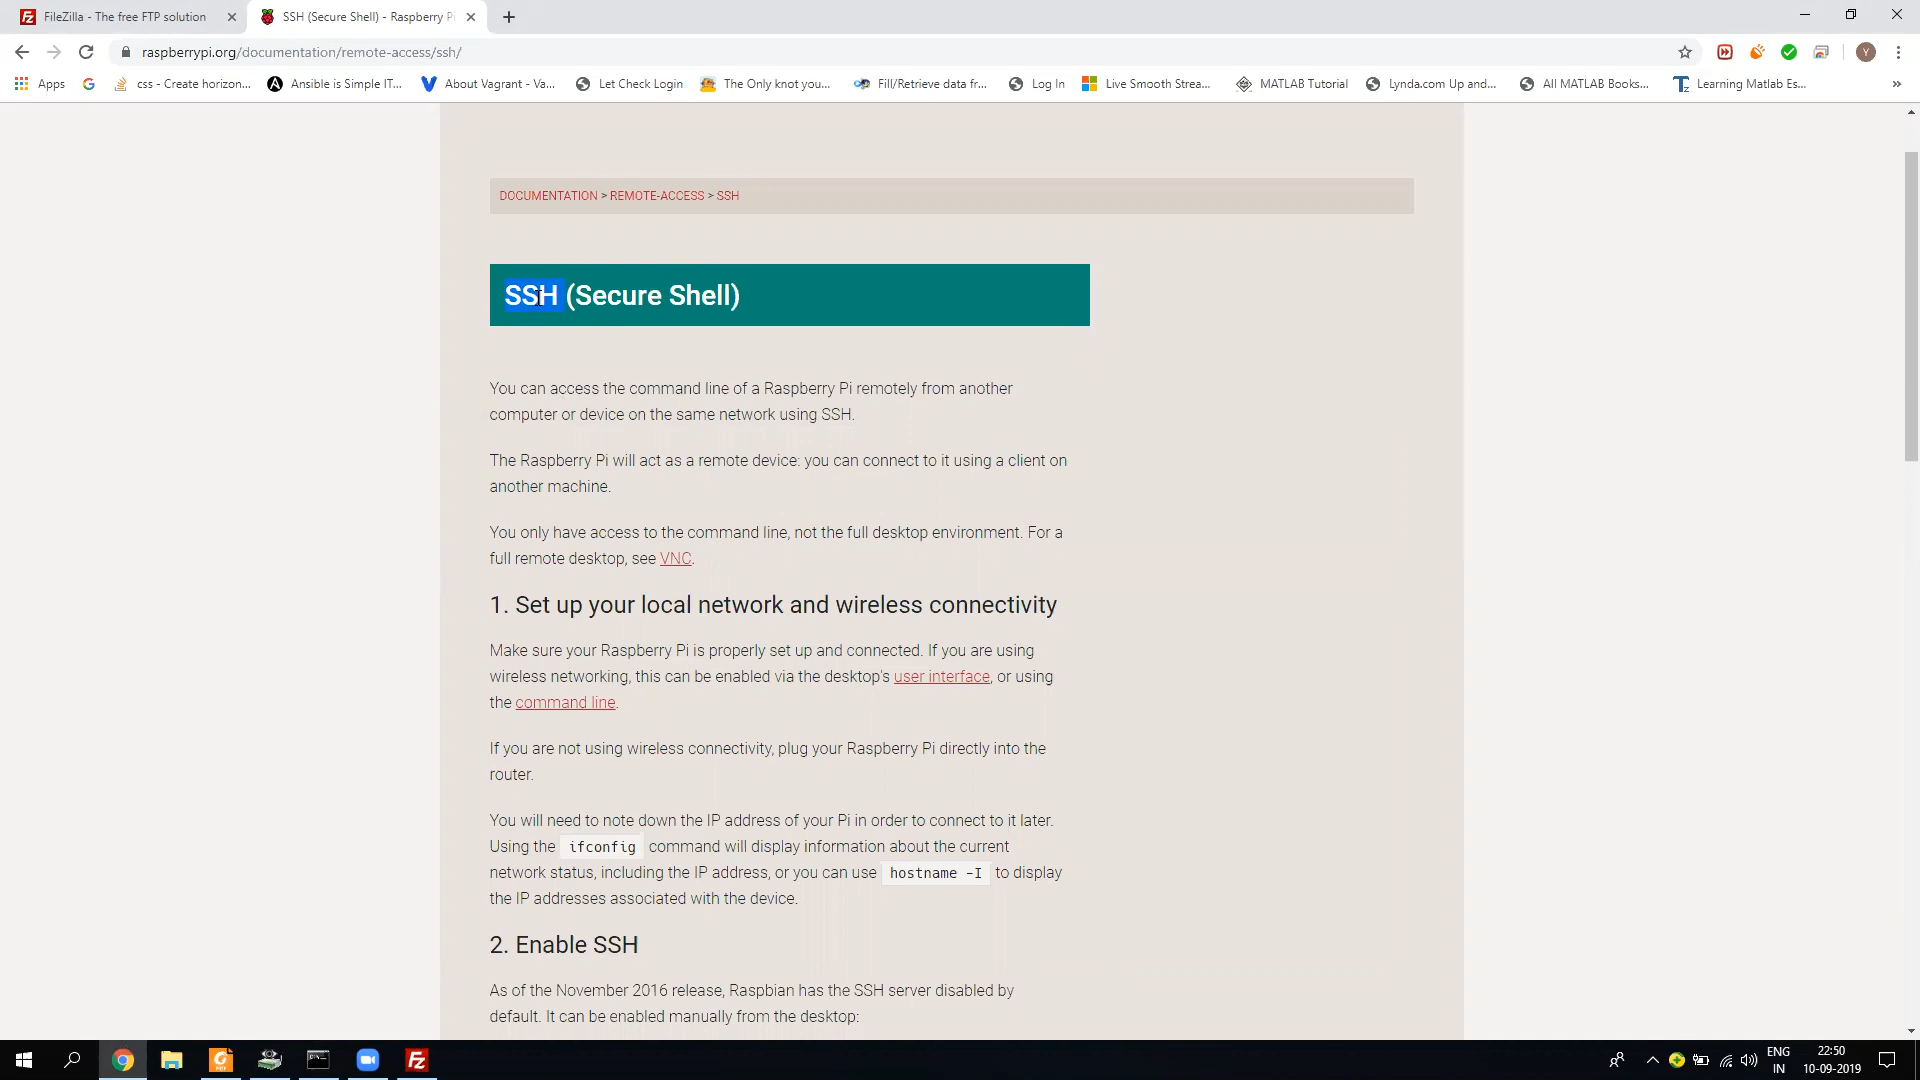 FileZilla - The free FTP solution
SSH (Secure Shell) - Raspberry Pi
raspberrypi.org/documentation/remote-access/ssh/
Y
Apps
css - Create horizon...
Ansible is Simple IT...
About Vagrant - Va...
Let Check Login
The Only knot you...
Fill/Retrieve data fr...
Log In
Live Smooth Strea...
MATLAB Tutorial
Lynda.com Up and...
All MATLAB Books...
Learning Matlab Es...
»
DOCUMENTATION > REMOTE-ACCESS > SSH
SSH (Secure Shell)
You can access the command line of a Raspberry Pi remotely from another
computer or device on the same network using SSH.
The Raspberry Pi will act as a remote device: you can connect to it using a client on
another machine.
You only have access to the command line, not the full desktop environment. For a
full remote desktop, see VNC.
1. Set up your local network and wireless connectivity
Make sure your Raspberry Pi is properly set up and connected. If you are using
wireless networking, this can be enabled via the desktop's user interface, or using
the command line.
If you are not using wireless connectivity, plug your Raspberry Pi directly into the
router.
You will need to note down the IP address of your Pi in order to connect to it later.
Using the ifconfig command will display information about the current
network status, including the IP address, or you can use hostname -I to display
the IP addresses associated with the device.
2. Enable SSH
As of the November 2016 release, Raspbian has the SSH server disabled by
default. It can be enabled manually from the desktop:
ENG
IN
22:50
10-09-2019